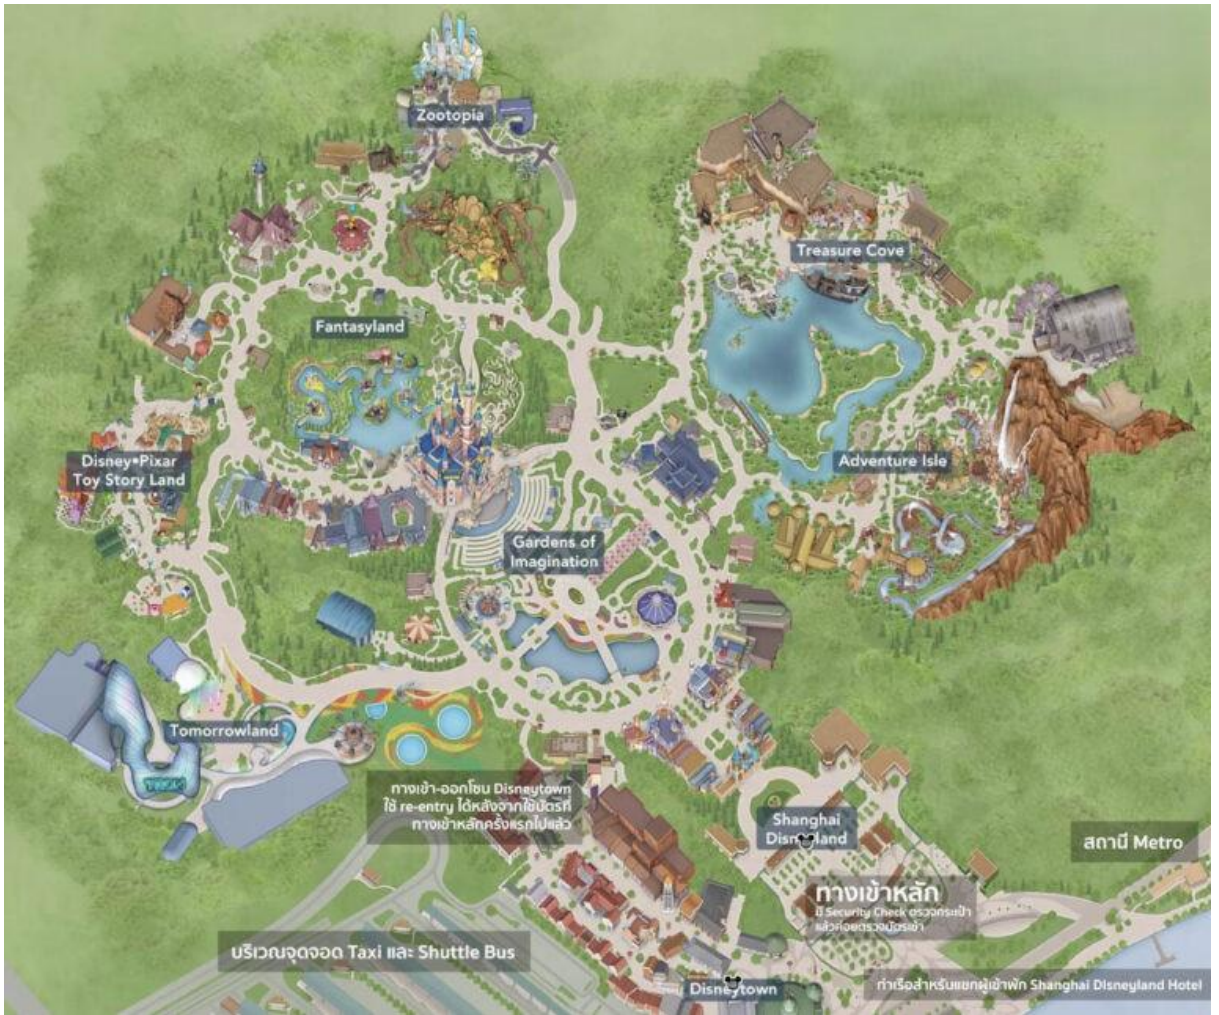 Zootopia
Treasure Cove
Fantasyland
Disney•Pixar
Toy Story Land
Adventure Isle
Gardens of
Imagination
Tomorrowland
ทางเข้า-ออกโซน Disneytown
ใช้ re-entry ได้หลังจากใช้บัตรที่
ทางเข้าหลักครั้งแรกไปแล้ว
Shanghai
Disneyland
สถานี Metro
ทางเข้าหลัก
มี Security Check ตรวจกระเป๋า
แล้วค่อยตรวจบัตรเข้า
บริเวณจุดจอด Taxi และ Shuttle Bus
Disneytown
ท่าเรือสำหรับแขกผู้เข้าพัก Shanghai Disneyland Hotel